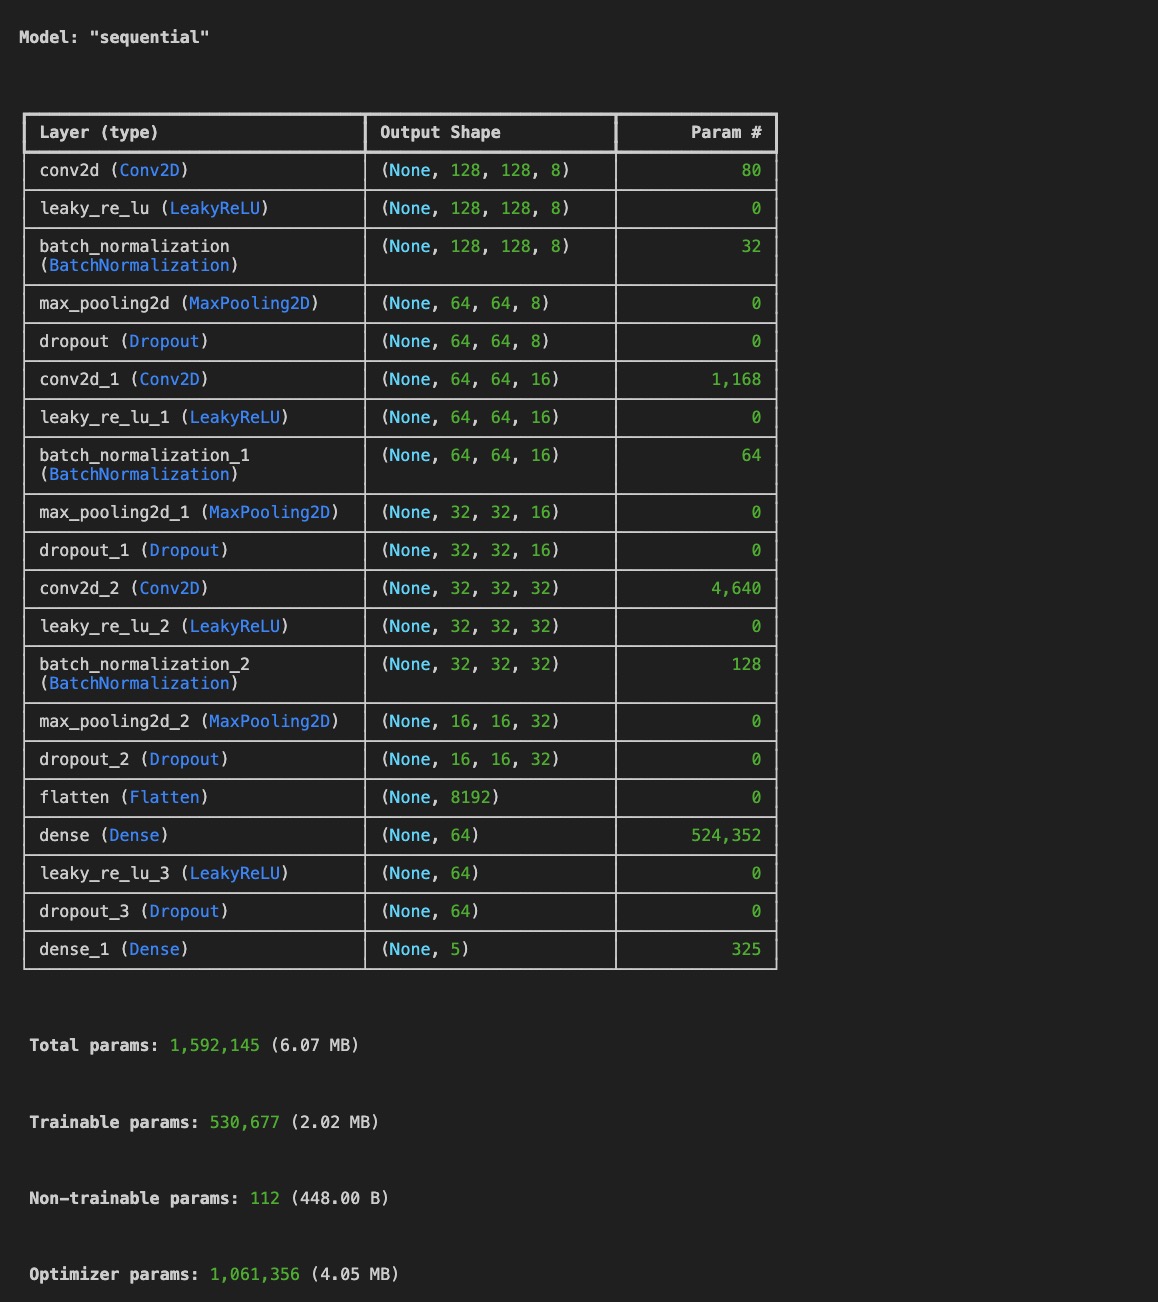 Model: "sequential"
Layer (type) Output Shape Param #
conv2d (Conv2D) (None, 128, 128, 8) 80
leaky_re_lu (LeakyReLU) (None, 128, 128, 8) 0
batch_normalization (None, 128, 128, 8) 32
(BatchNormalization)
max_pooling2d (MaxPooling2D) (None, 64, 64, 8) 0
dropout (Dropout) (None, 64, 64, 8) 0
conv2d_1 (Conv2D) (None, 64, 64, 16) 1,168
leaky_re_lu_1 (LeakyReLU) (None, 64, 64, 16) 0
batch_normalization_1 (None, 64, 64, 16) 64
(BatchNormalization)
max_pooling2d_1 (MaxPooling2D) (None, 32, 32, 16) 0
dropout_1 (Dropout) (None, 32, 32, 16) 0
conv2d_2 (Conv2D) (None, 32, 32, 32) 4,640
leaky_re_lu_2 (LeakyReLU) (None, 32, 32, 32) 0
batch_normalization_2 (None, 32, 32, 32) 128
(BatchNormalization)
max_pooling2d_2 (MaxPooling2D) (None, 16, 16, 32) 0
dropout_2 (Dropout) (None, 16, 16, 32) 0
flatten (Flatten) (None, 8192) 0
dense (Dense) (None, 64) 524,352
leaky_re_lu_3 (LeakyReLU) (None, 64) 0
dropout_3 (Dropout) (None, 64) 0
dense_1 (Dense) (None, 5) 325
Total params: 1,592,145 (6.07 MB)
Trainable params: 530,677 (2.02 MB)
Non-trainable params: 112 (448.00 B)
Optimizer params: 1,061,356 (4.05 MB)